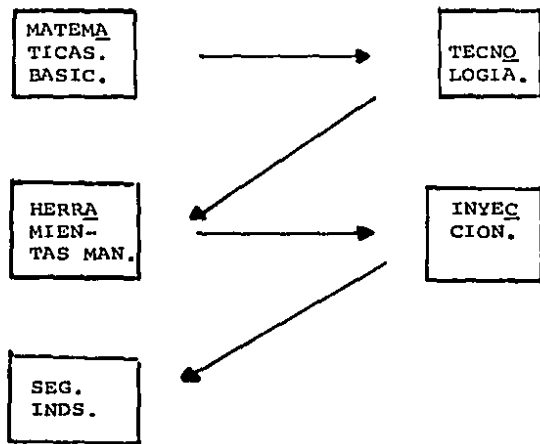 MATEMA
TICAS.
BASIC.
TECNO
LOGIA.
HERRA
MIEN-
TAS MAN.
INYEC
CION.
SEG.
INDS.